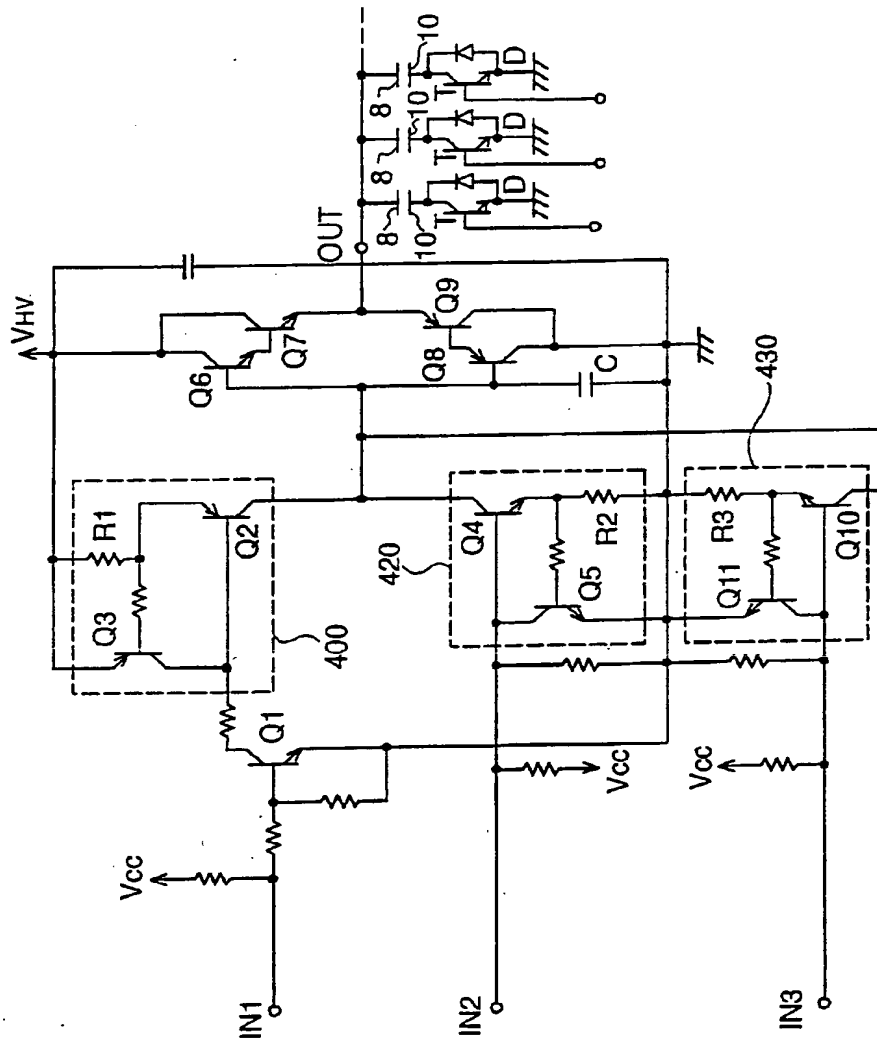 VHV
OUT
8
10
T
D
8
10
T
D
8
10
T
D
Q6
Q7
Q9
Q8
C
R1
Q3
Q2
400
Q1
Vcc
IN1
420
Q4
Q5
R2
IN2
Vcc
430
R3
Q11
Q10
Vcc
IN3